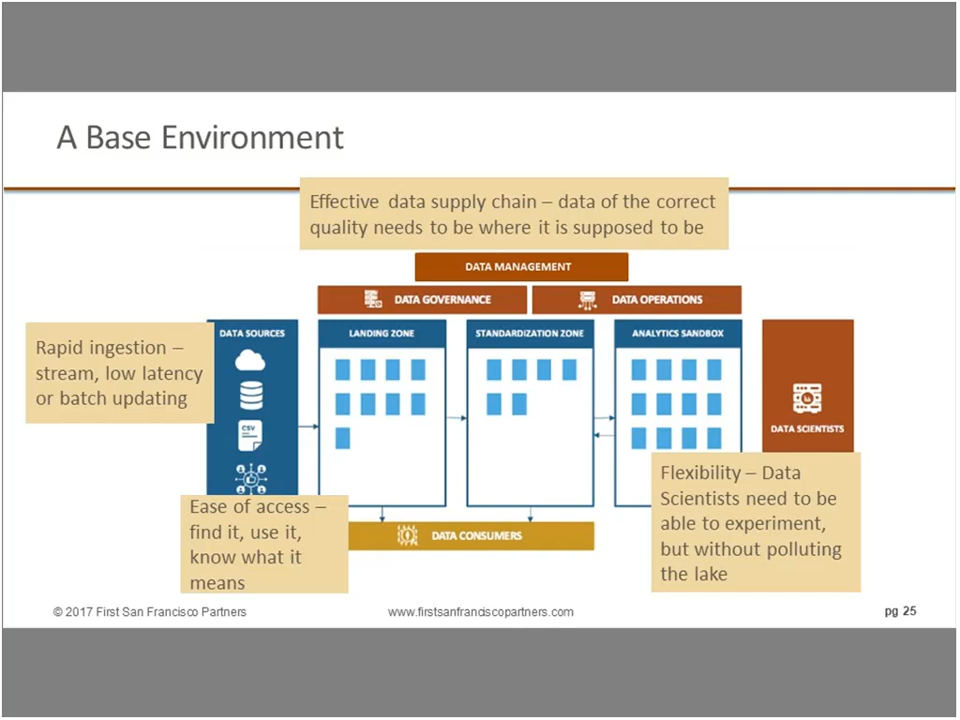 A Base Environment
Effective data supply chain – data of the correct
quality needs to be where it is supposed to be
DATA MANAGEMENT
DATA GOVERNANCE
DATA OPERATIONS
Rapid ingestion –
stream, low latency
or batch updating
DATA SOURCES
CSV
LANDING ZONE
STANDARDIZATION ZONE
ANALYTICS SANDBOX
DATA SCIENTISTS
Ease of access –
find it, use it,
know what it
means
DATA CONSUMERS
Flexibility – Data
Scientists need to be
able to experiment,
but without polluting
the lake
© 2017 First San Francisco Partners
www.firstsanfranciscopartners.com
pg 25